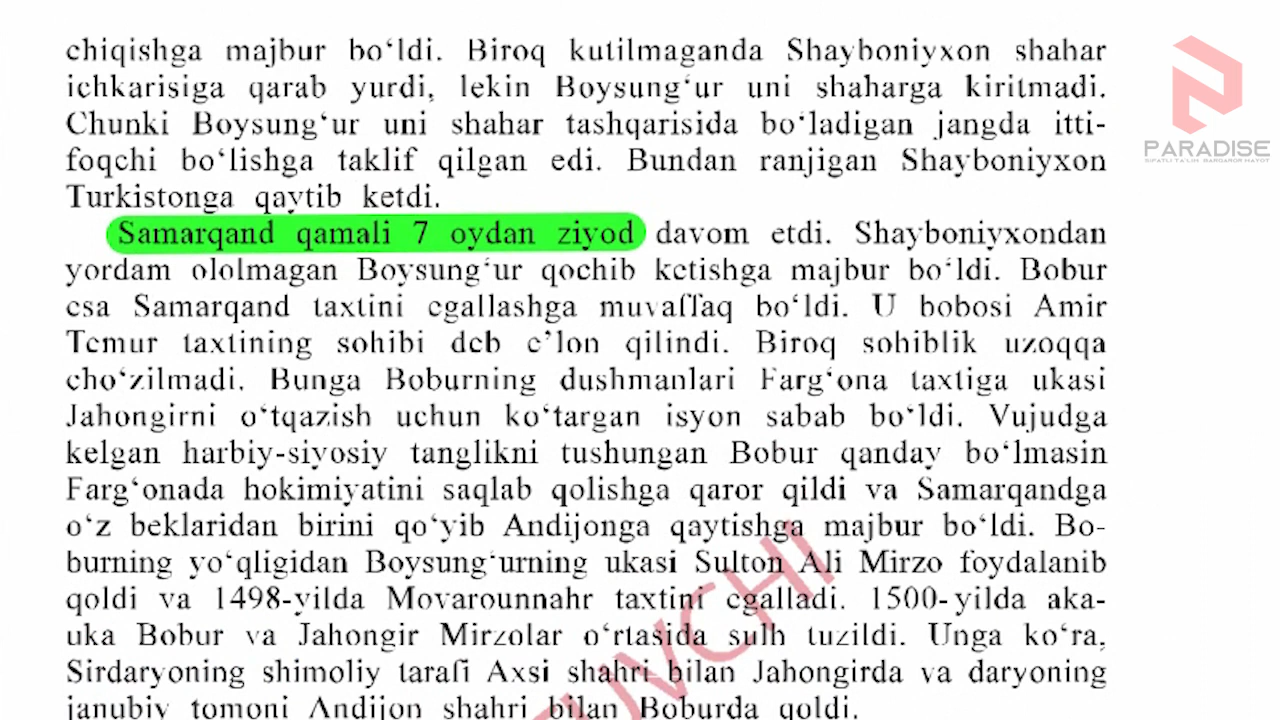 chiqishga majbur bo‘ldi. Biroq kutilmaganda Shayboniyxon shahar
ichkarisiga qarab yurdi, lekin Boysung‘ur uni shaharga kiritmadi.
Chunki Boysung‘ur uni shahar tashqarisida bo‘ladigan jangda itti-
foqchi bo‘lishga taklif qilgan edi. Bundan ranjigan Shayboniyxon
Turkistonga qaytib ketdi.
Samarqand qamali 7 oydan ziyod davom etdi. Shayboniyxondan
yordam ololmagan Boysung‘ur qochib ketishga majbur bo‘ldi. Bobur
esa Samarqand taxtini egallashga muvaffaq bo‘ldi. U bobosi Amir
Temur taxtining sohibi deb e’lon qilindi. Biroq sohiblik uzoqqa
cho‘zilmadi. Bunga Boburning dushmanlari Farg‘ona taxtiga ukasi
Jahongirni o‘tqazish uchun ko‘targan isyon sabab bo‘ldi. Vujudga
kelgan harbiy-siyosiy tanglikni tushungan Bobur qanday bo‘lmasin
Farg‘onada hokimiyatini saqlab qolishga qaror qildi va Samarqandga
o‘z beklaridan birini qo‘yib Andijonga qaytishga majbur bo‘ldi. Bo-
burning yo‘qligidan Boysung‘urning ukasi Sulton Ali Mirzo foydalanib
qoldi va 1498-yilda Movarounnahr taxtini egalladi. 1500-yilda aka-
uka Bobur va Jahongir Mirzolar o‘rtasida sulh tuzildi. Unga ko‘ra,
Sirdaryoning shimoliy tarafi Axsi shahri bilan Jahongirda va daryoning
janubiy tomoni Andijon shahri bilan Boburda qoldi.
PARADISE
SIFATLI TA'LIM BARQAROR HAYOT